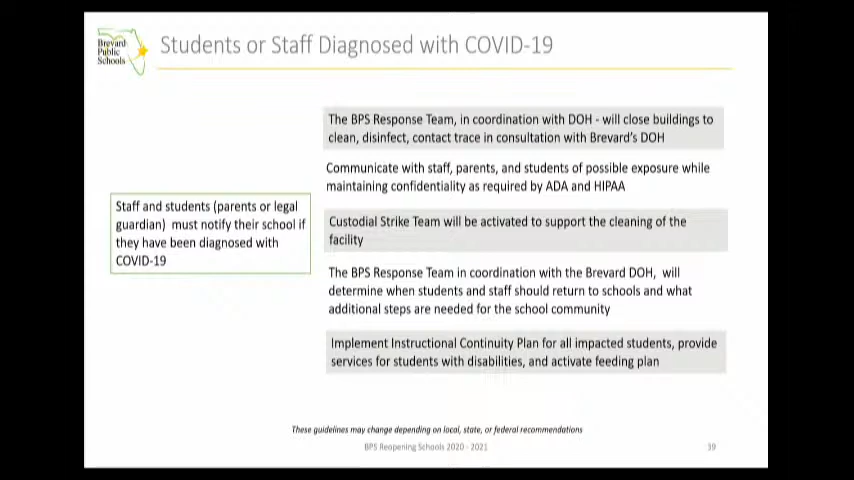 Brevard
Public
Schools
Students or Staff Diagnosed with COVID-19
Staff and students (parents or legal
guardian) must notify their school if
they have been diagnosed with
COVID-19
The BPS Response Team, in coordination with DOH - will close buildings to
clean, disinfect, contact trace in consultation with Brevard's DOH
Communicate with staff, parents, and students of possible exposure while
maintaining confidentiality as required by ADA and HIPAA
Custodial Strike Team will be activated to support the cleaning of the
facility
The BPS Response Team in coordination with the Brevard DOH, will
determine when students and staff should return to schools and what
additional steps are needed for the school community
Implement Instructional Continuity Plan for all impacted students, provide
services for students with disabilities, and activate feeding plan
These guidelines may change depending on local, state, or federal recommendations
BPS Reopening Schools 2020 - 2021
39